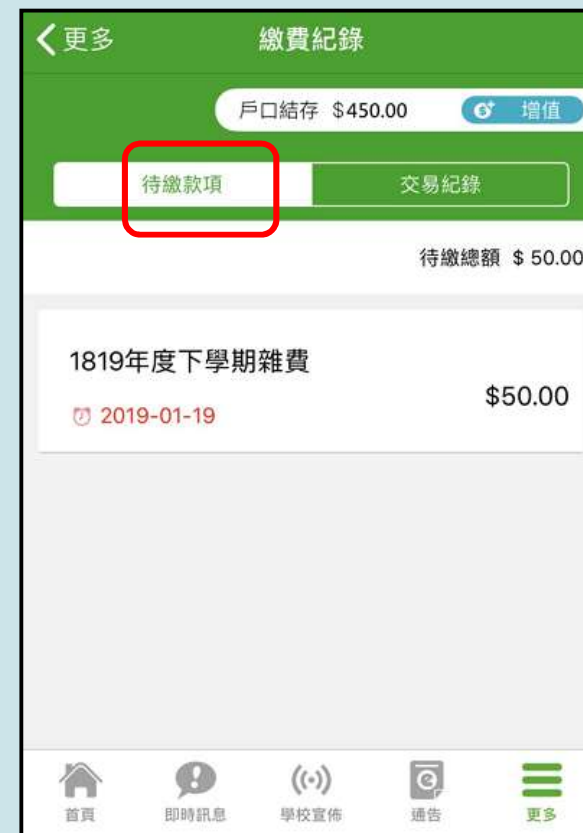 更多 繳費紀錄
戶口結存 $450.00 增值
待繳款項 交易紀錄
待繳總額 $ 50.00
1819年度下學期雜費
$50.00
2019-01-19
首頁 即時訊息 學校宣佈 通告 更多